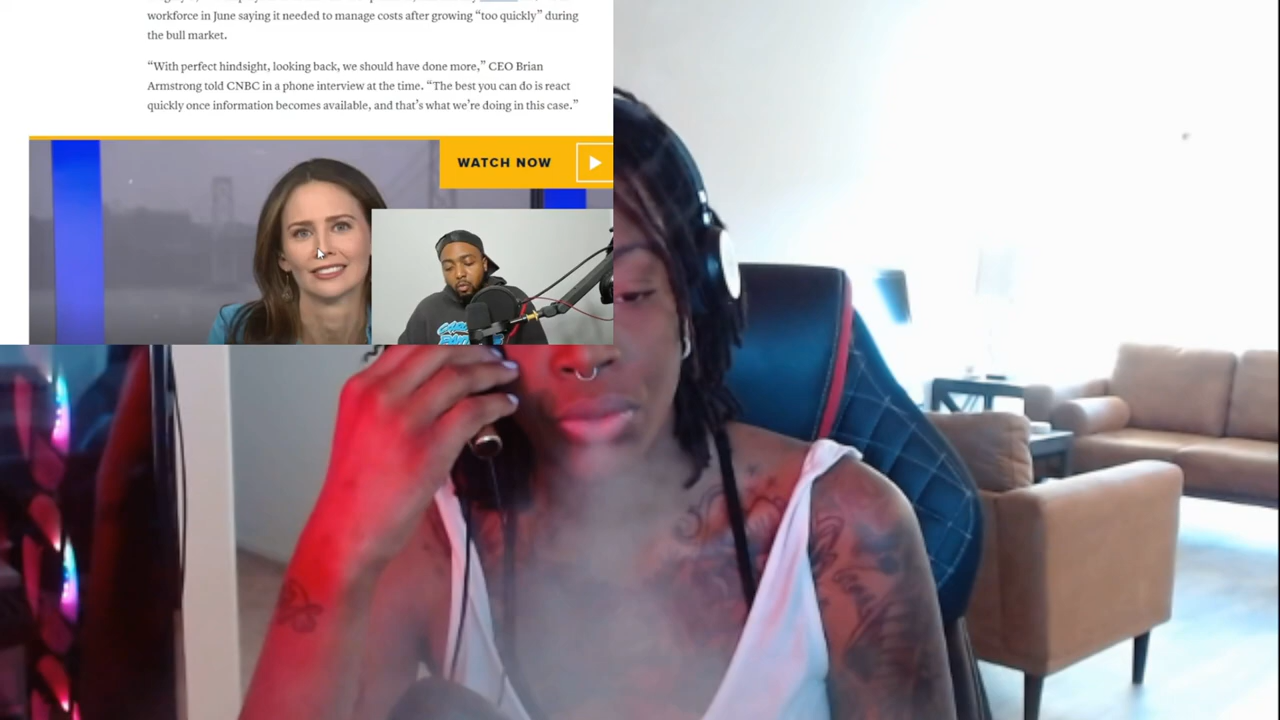 workforce in June saying it needed to manage costs after growing “too quickly” during
the bull market.
“With perfect hindsight, looking back, we should have done more,” CEO Brian
Armstrong told CNBC in a phone interview at the time. “The best you can do is react
quickly once information becomes available, and that’s what we’re doing in this case.”
WATCH NOW